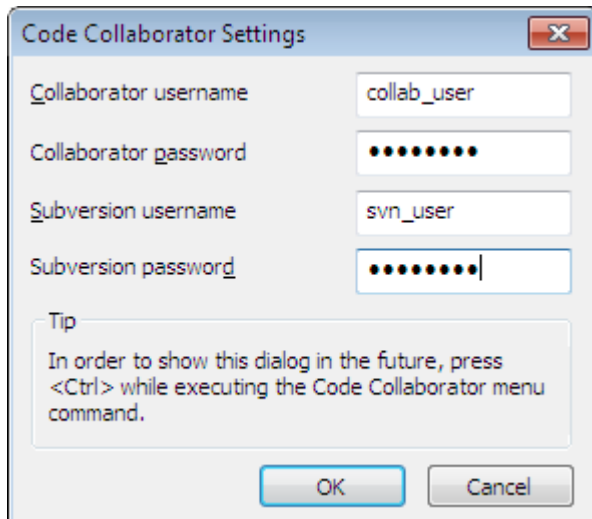 Code Collaborator Settings
Collaborator username collab_user
Collaborator password ●●●●●●●●
Subversion username svn_user
Subversion password ●●●●●●●●
Tip
In order to show this dialog in the future, press
<Ctrl> while executing the Code Collaborator menu
command.
OK Cancel